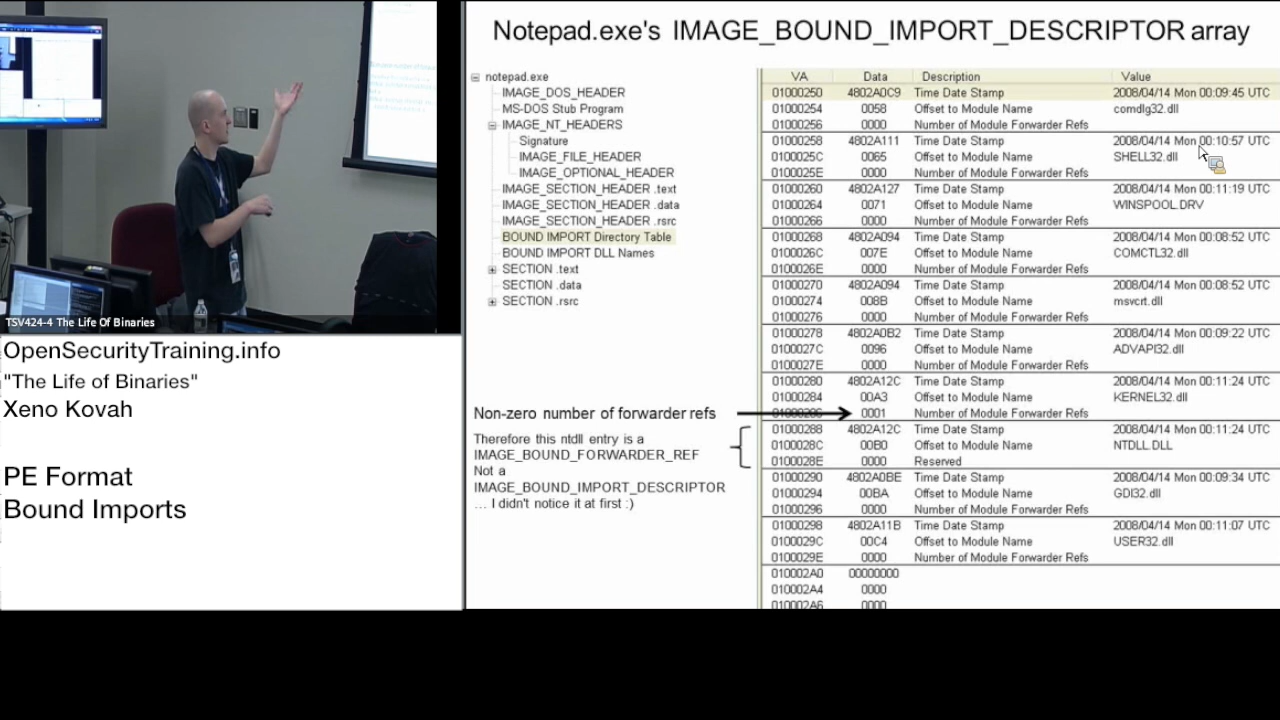 Notepad.exe's IMAGE_BOUND_IMPORT_DESCRIPTOR array
notepad.exe
IMAGE_DOS_HEADER
MS-DOS Stub Program
IMAGE_NT_HEADERS
Signature
IMAGE_FILE_HEADER
IMAGE_OPTIONAL_HEADER
IMAGE_SECTION_HEADER .text
IMAGE_SECTION_HEADER .data
IMAGE_SECTION_HEADER .rsrc
BOUND IMPORT Directory Table
BOUND IMPORT DLL Names
SECTION .text
SECTION .data
SECTION .rsrc
Non-zero number of forwarder refs
Therefore this ntdll entry is a
IMAGE_BOUND_FORWARDER_REF
Not a
IMAGE_BOUND_IMPORT_DESCRIPTOR
... I didn't notice it at first :)
VA Data Description Value
01000250 4802A0C9 Time Date Stamp 2008/04/14 Mon 00:09:45 UTC
01000254 0058 Offset to Module Name comdlg32.dll
01000256 0000 Number of Module Forwarder Refs
01000258 4802A111 Time Date Stamp 2008/04/14 Mon 00:10:57 UTC
0100025C 0065 Offset to Module Name SHELL32.dll
0100025E 0000 Number of Module Forwarder Refs
01000260 4802A127 Time Date Stamp 2008/04/14 Mon 00:11:19 UTC
01000264 0071 Offset to Module Name WINSPOOL.DRV
01000266 0000 Number of Module Forwarder Refs
01000268 4802A094 Time Date Stamp 2008/04/14 Mon 00:08:52 UTC
0100026C 007E Offset to Module Name COMCTL32.dll
0100026E 0000 Number of Module Forwarder Refs
01000270 4802A094 Time Date Stamp 2008/04/14 Mon 00:08:52 UTC
01000274 008B Offset to Module Name msvcrt.dll
01000276 0000 Number of Module Forwarder Refs
01000278 4802A0B2 Time Date Stamp 2008/04/14 Mon 00:09:22 UTC
0100027C 0096 Offset to Module Name ADVAPI32.dll
0100027E 0000 Number of Module Forwarder Refs
01000280 4802A12C Time Date Stamp 2008/04/14 Mon 00:11:24 UTC
01000284 00A3 Offset to Module Name KERNEL32.dll
01000286 0001 Number of Module Forwarder Refs
01000288 4802A12C Time Date Stamp 2008/04/14 Mon 00:11:24 UTC
0100028C 00B0 Offset to Module Name NTDLL.DLL
0100028E 0000 Reserved
01000290 4802A0BE Time Date Stamp 2008/04/14 Mon 00:09:34 UTC
01000294 00BA Offset to Module Name GDI32.dll
01000296 0000 Number of Module Forwarder Refs
01000298 4802A11B Time Date Stamp 2008/04/14 Mon 00:11:07 UTC
0100029C 00C4 Offset to Module Name USER32.dll
0100029E 0000 Number of Module Forwarder Refs
010002A0 00000000
010002A4 0000
010002A6 0000
TSV424-4 The Life Of Binaries
OpenSecurityTraining.info
"The Life of Binaries"
Xeno Kovah
PE Format
Bound Imports